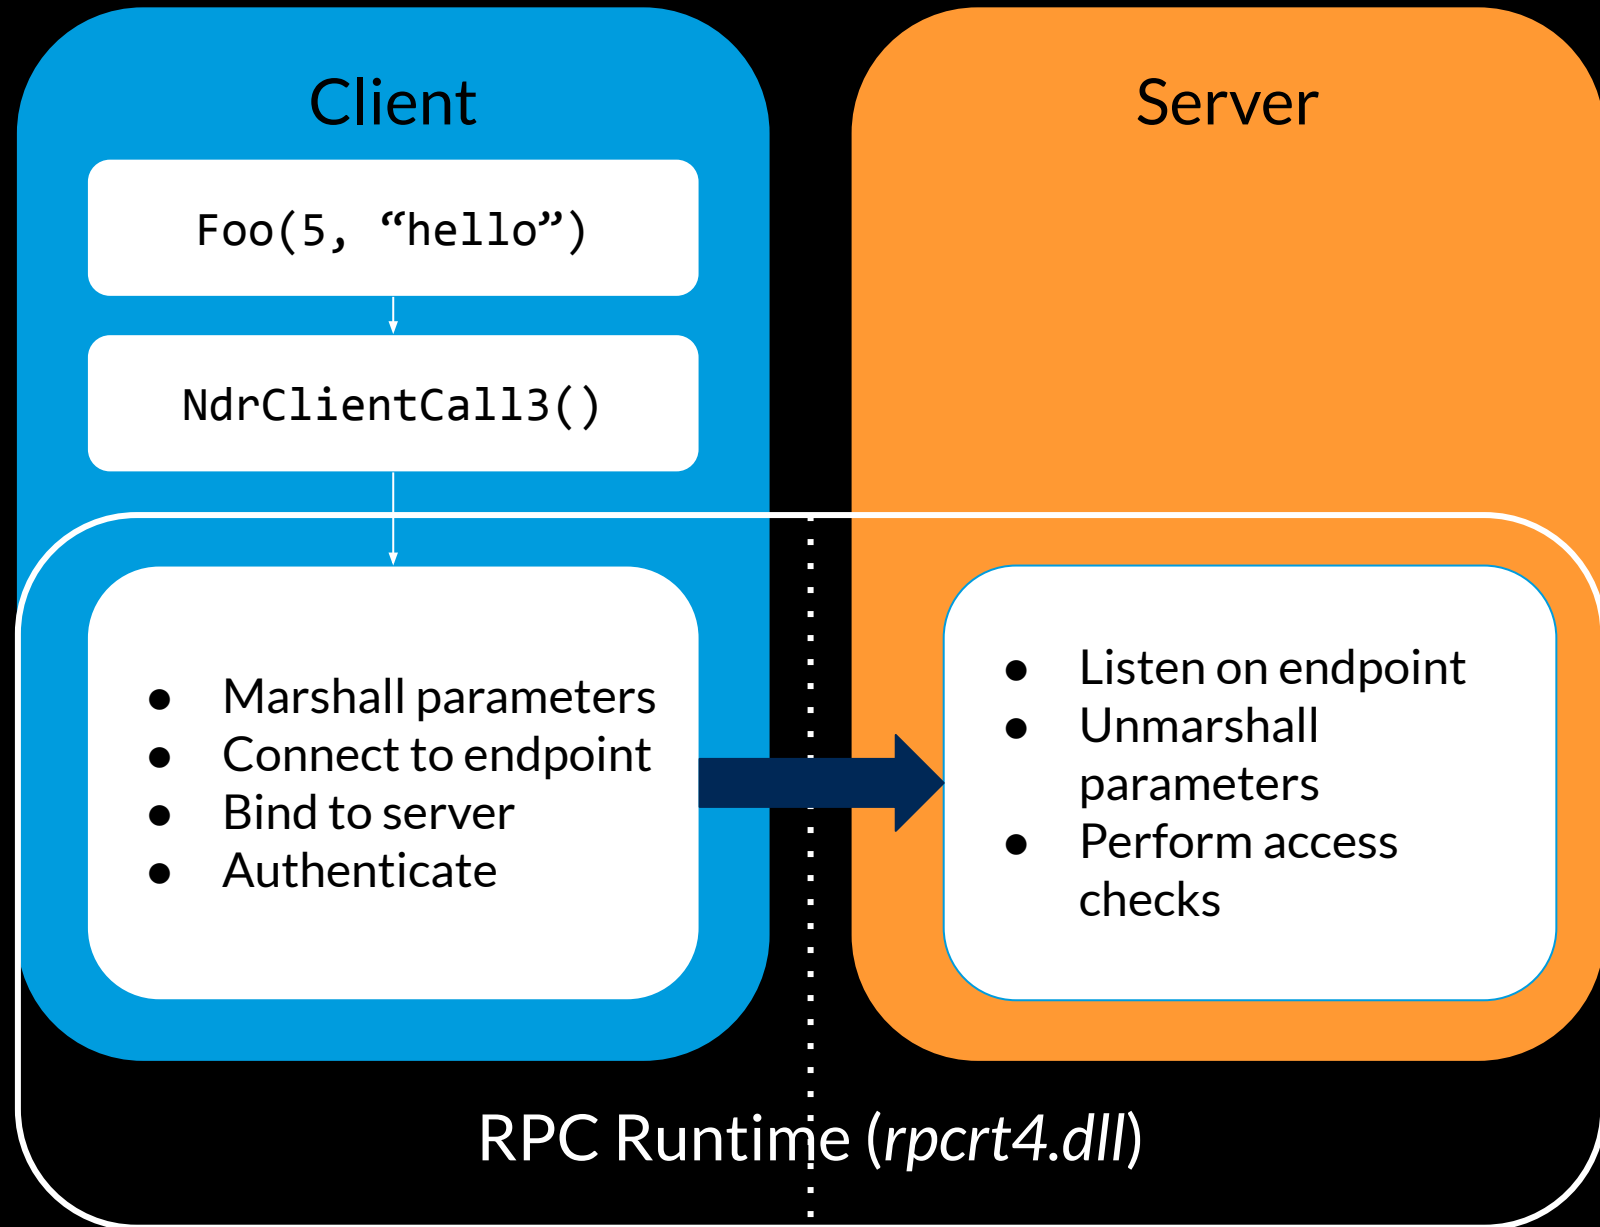 Client
Foo(5, “hello”)
NdrClientCall3()
● Marshall parameters
● Connect to endpoint
● Bind to server
● Authenticate
Server
● Listen on endpoint
● Unmarshall
parameters
● Perform access
checks
RPC Runtime (rpcrt4.dll)